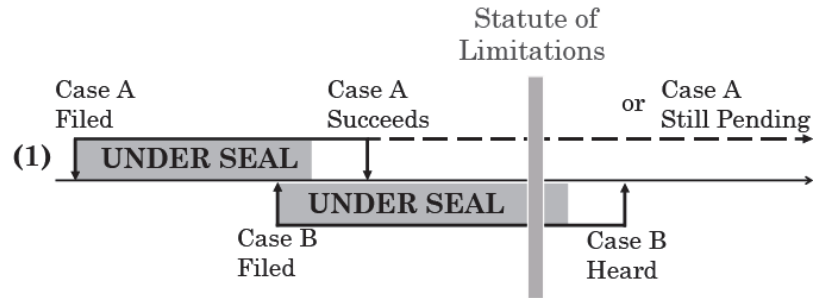 Statute of
Limitations
Case A
Filed
Case A
Succeeds
or
Case A
Still Pending
(1)
UNDER SEAL
UNDER SEAL
Case B
Filed
Case B
Heard